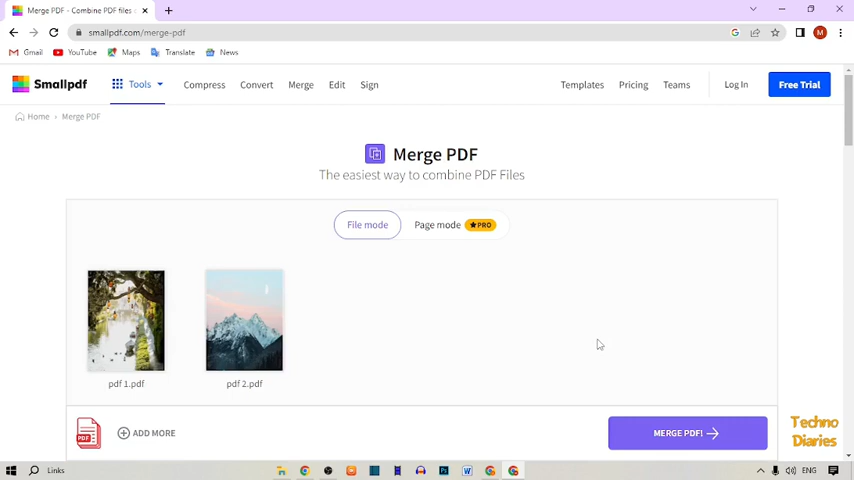 Merge PDF - Combine PDF files
smallpdf.com/merge-pdf
M
Gmail YouTube Maps Translate News
Smallpdf Tools Compress Convert Merge Edit Sign Templates Pricing Teams Log In Free Trial
Home › Merge PDF
Merge PDF
The easiest way to combine PDF Files
File mode Page mode PRO
pdf 1.pdf pdf 2.pdf
PDF ADD MORE MERGE PDF!
Techno
Diaries
Links ENG